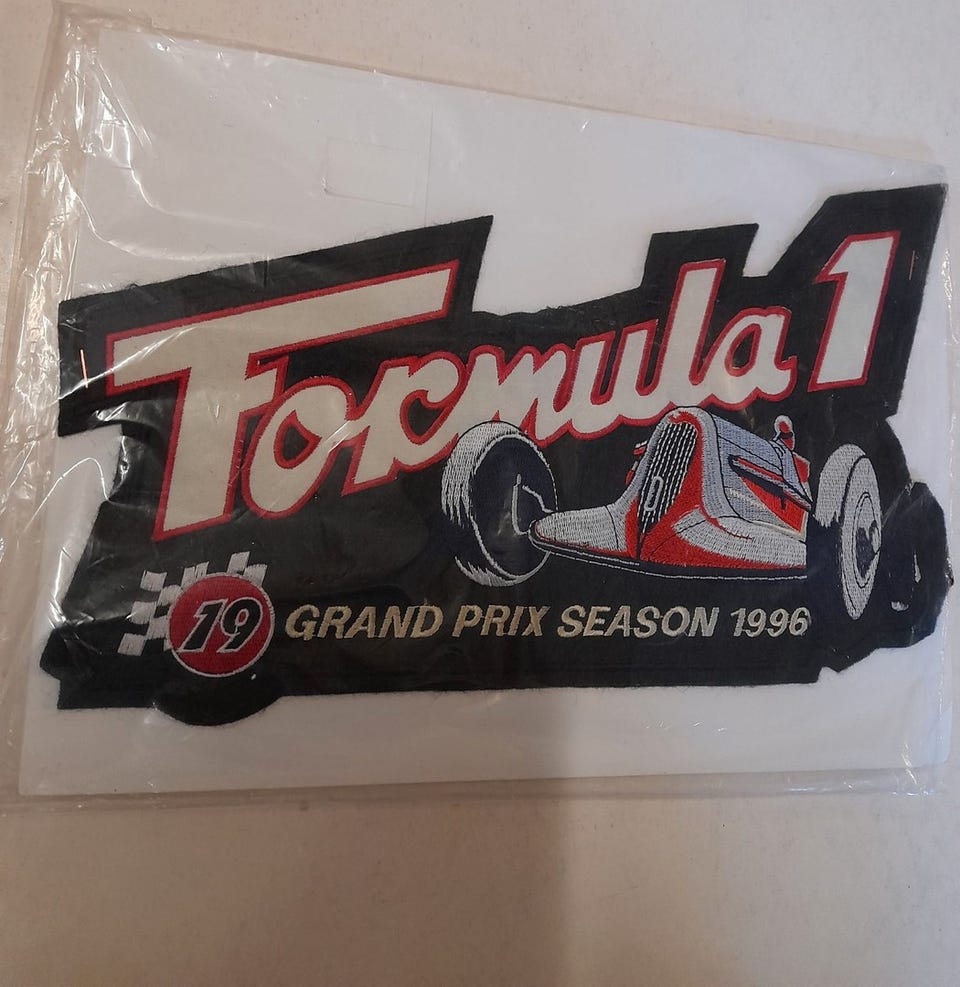 Formula 1
19 GRAND PRIX SEASON 1996